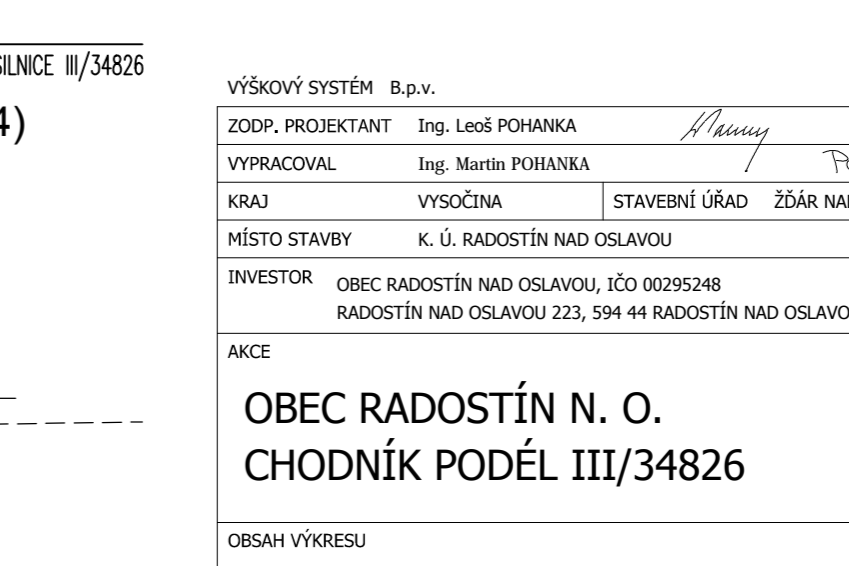 SILNICE III/34826
4)
VÝŠKOVÝ SYSTÉM B.p.v.
ZODP. PROJEKTANT Ing. Leoš POHANKA
VYPRACOVAL Ing. Martin POHANKA
KRAJ VYSOČINA STAVEBNÍ ÚŘAD ŽĎÁR
MÍSTO STAVBY K. Ú. RADOSTÍN NAD OSLAVOU
INVESTOR OBEC RADOSTÍN NAD OSLAVOU, IČO 00295248
RADOSTÍN NAD OSLAVOU 223, 594 44 RADOSTÍN NAD OSLAVO
AKCE
OBEC RADOSTÍN N. O.
CHODNÍK PODÉL III/34826
OBSAH VÝKRESU